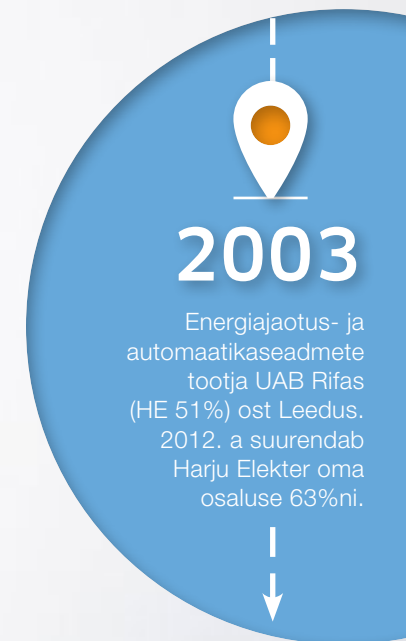 2003
Energiajaotus- ja
automaatikaseadmete
tootja UAB Rifas
(HE 51%) ost Leedus.
2012. a suurendab
Harju Elekter oma
osaluse 63%ni.